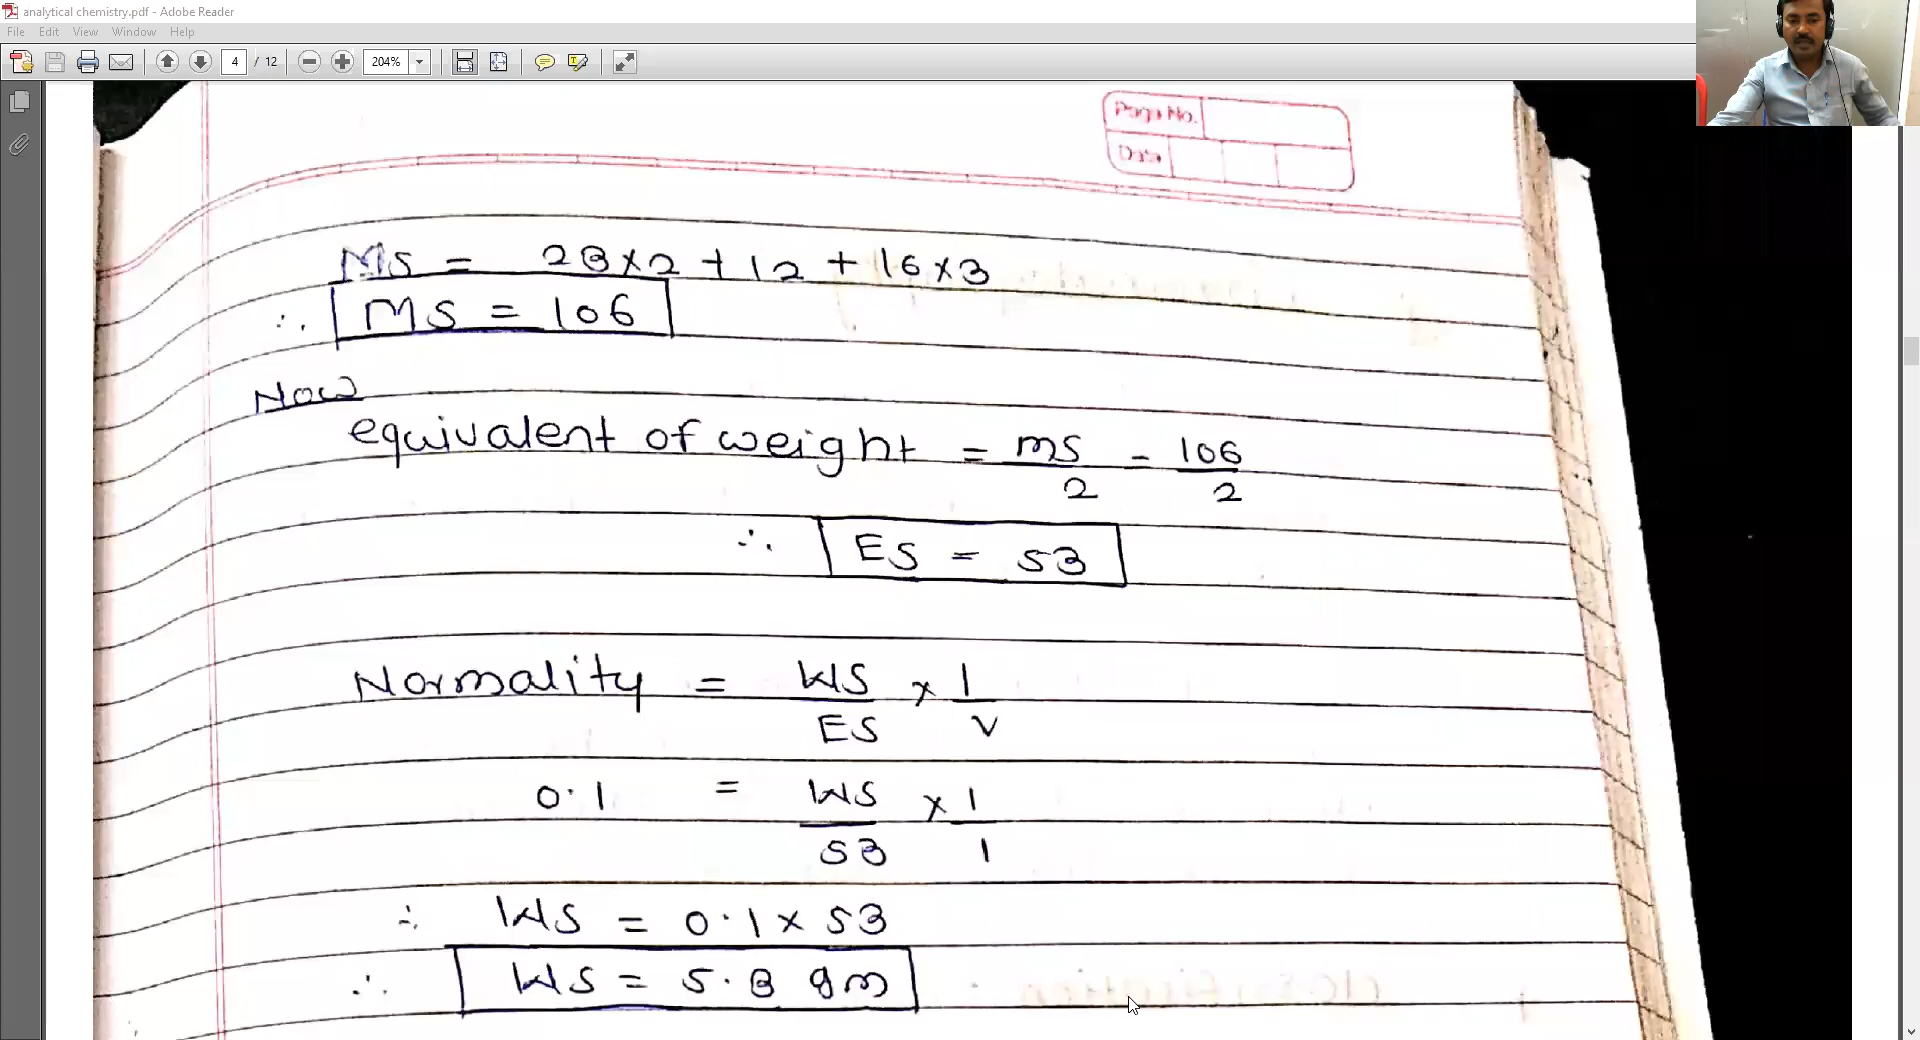 analytical chemistry.pdf - Adobe Reader
File Edit View Window Help
4 / 12 204%
Page No.
Date
MS = 23×2 + 12 + 16×3
∴ MS = 106
Now
equivalent of weight = MS/2 = 106/2
∴ ES = 53
Normality = WS/ES × 1/V
0.1 = WS/53 × 1/1
∴ WS = 0.1 × 53
∴ WS = 5.3 gm